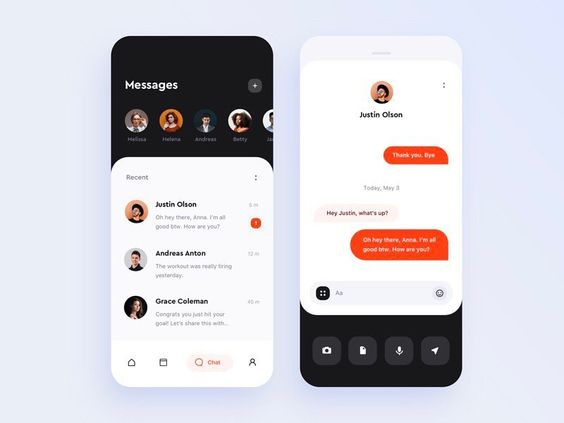 Messages
+
Melissa
Helena
Andreas
Betty
Ja
Recent
Justin Olson
6 m
Oh hey there, Anna. I'm all
good btw. How are you?
1
Andreas Anton
12 m
The workout was really tiring
yesterday.
Grace Coleman
40 m
Congrats you just hit your
goal! Let's share this with...
Chat
Justin Olson
Thank you. Bye
Today, May 3
Hey Justin, what's up?
Oh hey there, Anna. I'm all
good btw. How are you?
Aa